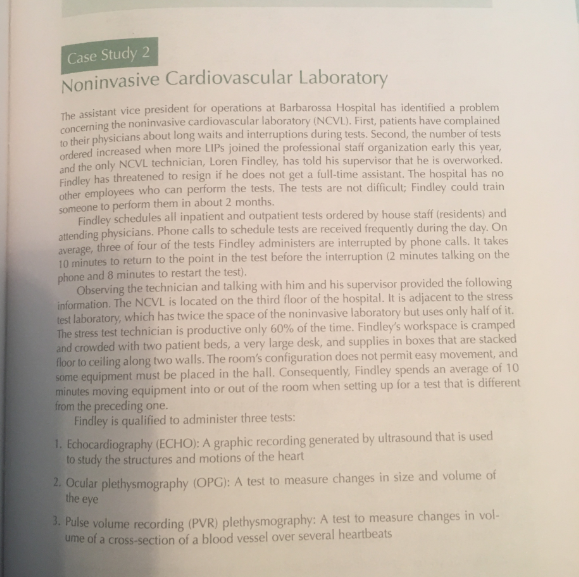 Case Study 2
Noninvasive Cardiovascular Laboratory
The assistant vice president for operations at Barbarossa Hospital has identified a problem
concerning the noninvasive cardiovascular laboratory (NCVL). First, patients have complained
to their physicians about long waits and interruptions during tests. Second, the number of tests
ordered increased when more LIPs joined the professional staff organization early this year,
and the only NCVL technician, Loren Findley, has told his supervisor that he is overworked.
Findley has threatened to resign if he does not get a full-time assistant. The hospital has no
other employees who can perform the tests. The tests are not difficult; Findley could train
someone to perform them in about 2 months.
Findley schedules all inpatient and outpatient tests ordered by house staff (residents) and
attending physicians. Phone calls to schedule tests are received frequently during the day. On
average, three of four of the tests Findley administers are interrupted by phone calls. It takes
10 minutes to return to the point in the test before the interruption (2 minutes talking on the
phone and 8 minutes to restart the test).
Observing the technician and talking with him and his supervisor provided the following
information. The NCVL is located on the third floor of the hospital. It is adjacent to the stress
test laboratory, which has twice the space of the noninvasive laboratory but uses only half of it.
The stress test technician is productive only 60% of the time. Findley's workspace is cramped
and crowded with two patient beds, a very large desk, and supplies in boxes that are stacked
floor to ceiling along two walls. The room's configuration does not permit easy movement, and
some equipment must be placed in the hall. Consequently, Findley spends an average of 10
minutes moving equipment into or out of the room when setting up for a test that is different
from the preceding one.
Findley is qualified to administer three tests:
1. Echocardiography (ECHO): A graphic recording generated by ultrasound that is used
to study the structures and motions of the heart
2. Ocular plethysmography (OPG): A test to measure changes in size and volume of
the eye
3. Pulse volume recording (PVR) plethysmography: A test to measure changes in vol-
ume of a cross-section of a blood vessel over several heartbeats